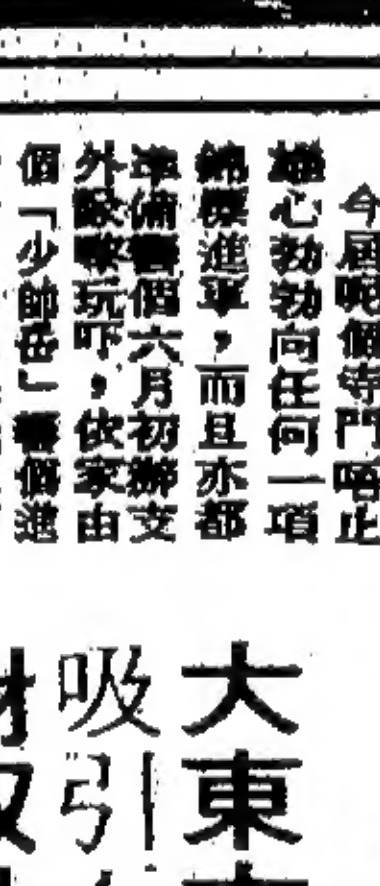 今屆呢個寺門唔止
雄心勃勃向任何一項
錦標進軍，而且亦都
準備響個六月初辦支
外隊嚟玩吓，依家由
個「少帥岳」響個進
大東
吸引